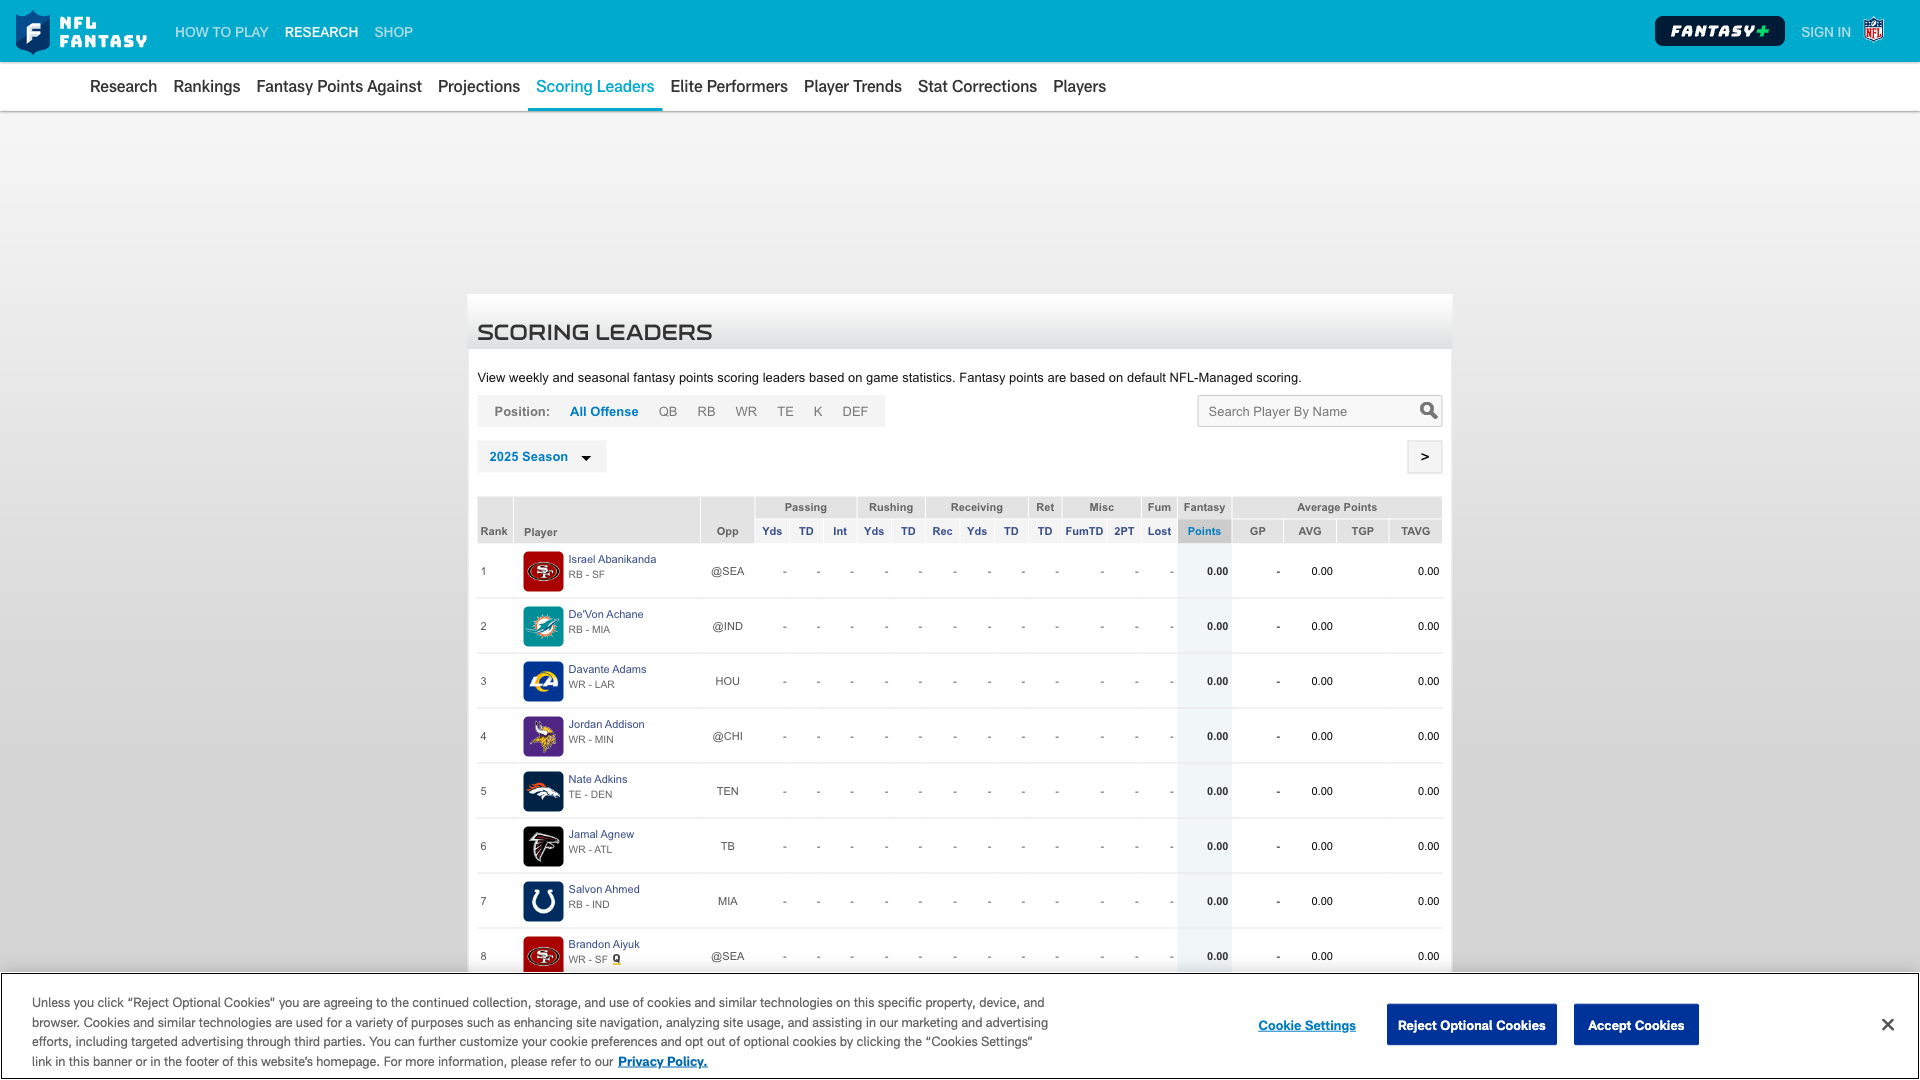 NFL FANTASY
HOW TO PLAY RESEARCH SHOP
FANTASY+ SIGN IN
NFL
Research Rankings Fantasy Points Against Projections Scoring Leaders Elite Performers Player Trends Stat Corrections Players
SCORING LEADERS
View weekly and seasonal fantasy points scoring leaders based on game statistics. Fantasy points are based on default NFL-Managed scoring.
Position: All Offense QB RB WR TE K DEF
Search Player By Name
2025 Season
>
Passing Rushing Receiving Ret Misc Fum Fantasy Average Points
Rank Player Opp Yds TD Int Yds TD Rec Yds TD TD FumTD 2PT Lost Points GP AVG TGP TAVG
1 Israel Abanikanda RB - SF @SEA - - - - - - - - - - - - 0.00 - 0.00 0.00
2 De'Von Achane RB - MIA @IND - - - - - - - - - - - - 0.00 - 0.00 0.00
3 Davante Adams WR - LAR HOU - - - - - - - - - - - - 0.00 - 0.00 0.00
4 Jordan Addison WR - MIN @CHI - - - - - - - - - - - - 0.00 - 0.00 0.00
5 Nate Adkins TE - DEN TEN - - - - - - - - - - - - 0.00 - 0.00 0.00
6 Jamal Agnew WR - ATL TB - - - - - - - - - - - - 0.00 - 0.00 0.00
7 Salvon Ahmed RB - IND MIA - - - - - - - - - - - - 0.00 - 0.00 0.00
8 Brandon Aiyuk WR - SF Q @SEA - - - - - - - - - - - - 0.00 - 0.00 0.00
Unless you click “Reject Optional Cookies” you are agreeing to the continued collection, storage, and use of cookies and similar technologies on this specific property, device, and
browser. Cookies and similar technologies are used for a variety of purposes such as enhancing site navigation, analyzing site usage, and assisting in our marketing and advertising
efforts, including targeted advertising through third parties. You can further customize your cookie preferences and opt out of optional cookies by clicking the “Cookies Settings”
link in this banner or in the footer of this website’s homepage. For more information, please refer to our Privacy Policy.
Cookie Settings
Reject Optional Cookies
Accept Cookies